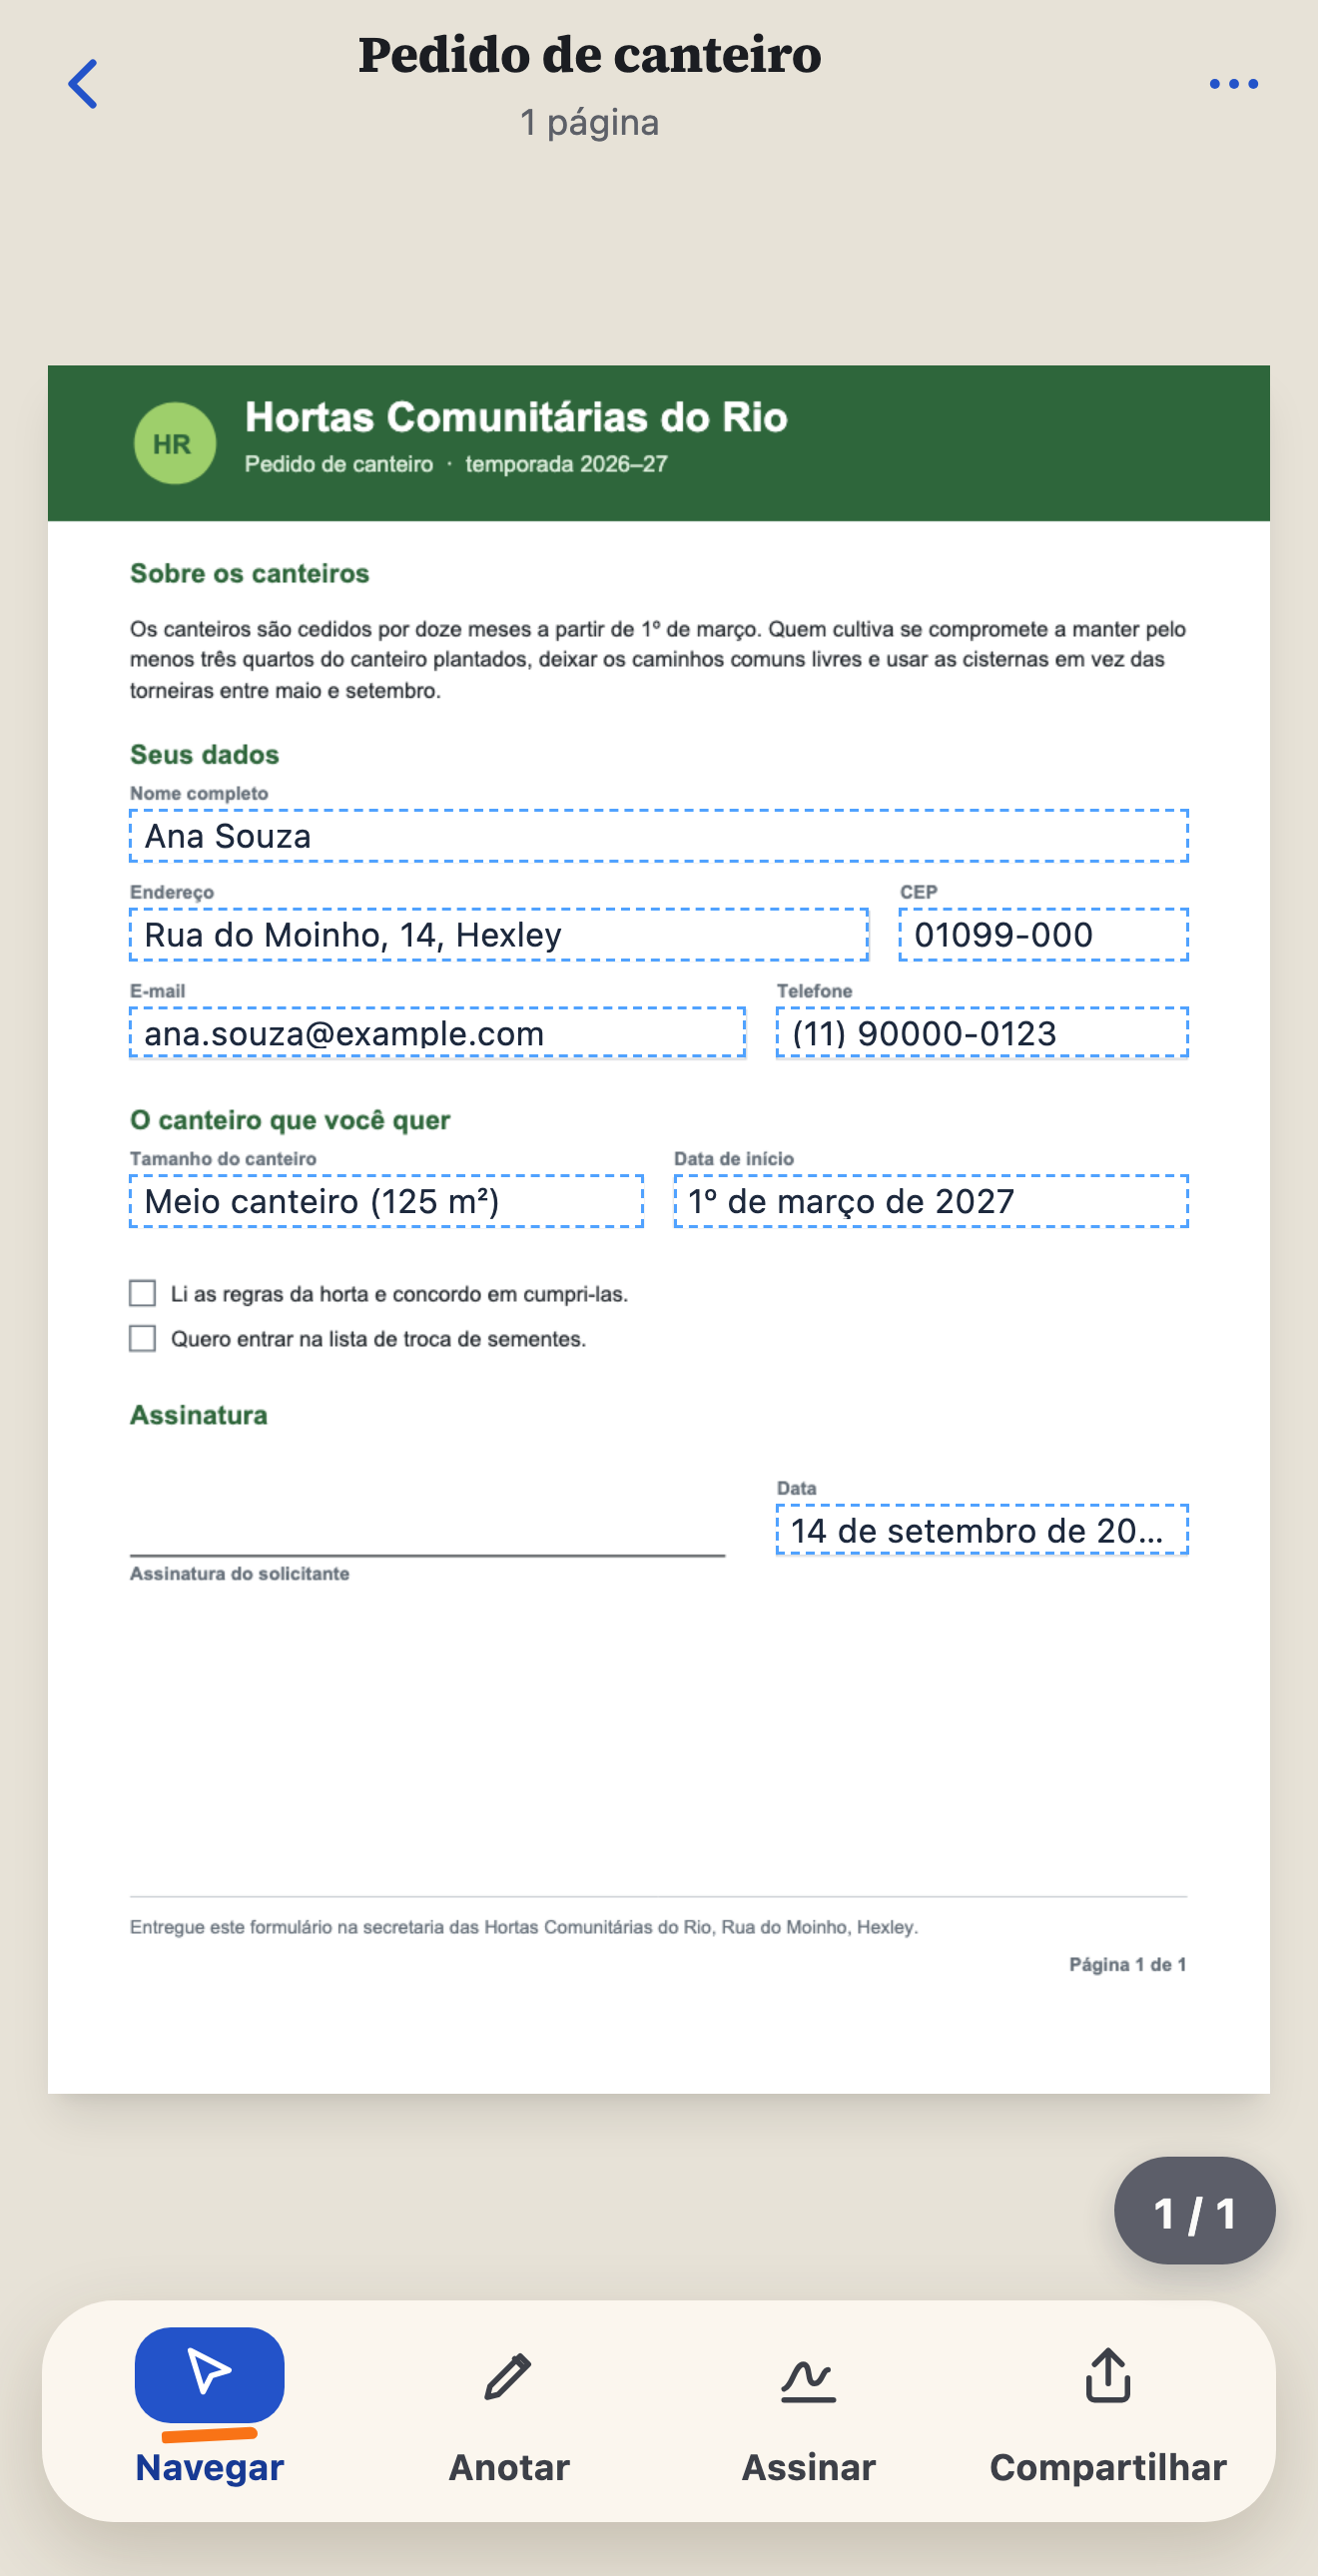 Pedido de canteiro
1 página
HR
Hortas Comunitárias do Rio
Pedido de canteiro · temporada 2026–27
Sobre os canteiros
Os canteiros são cedidos por doze meses a partir de 1º de março. Quem cultiva se compromete a manter pelo
menos três quartos do canteiro plantados, deixar os caminhos comuns livres e usar as cisternas em vez das
torneiras entre maio e setembro.
Seus dados
Nome completo
Ana Souza
Endereço CEP
Rua do Moinho, 14, Hexley 01099-000
E-mail Telefone
ana.souza@example.com (11) 90000-0123
O canteiro que você quer
Tamanho do canteiro Data de início
Meio canteiro (125 m²) 1º de março de 2027
Li as regras da horta e concordo em cumpri-las.
Quero entrar na lista de troca de sementes.
Assinatura
Data
14 de setembro de 20...
Assinatura do solicitante
Entregue este formulário na secretaria das Hortas Comunitárias do Rio, Rua do Moinho, Hexley.
Página 1 de 1
1 / 1
Navegar Anotar Assinar Compartilhar